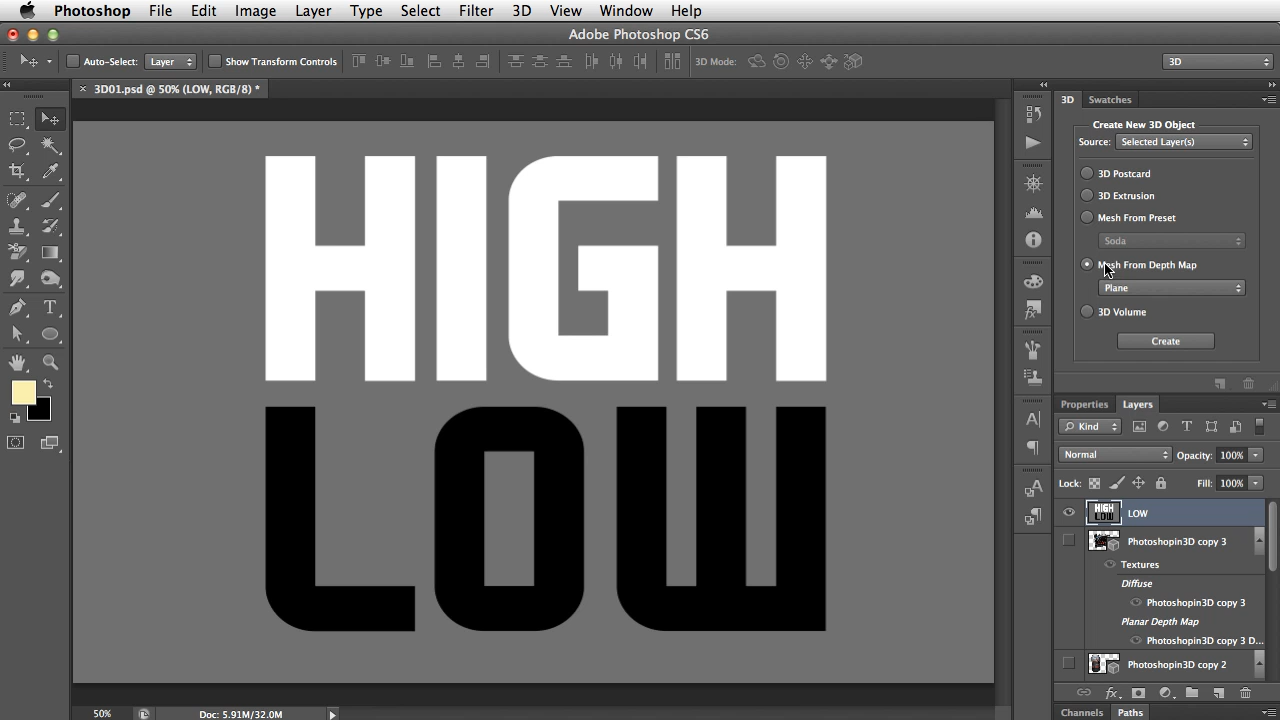 Photoshop File Edit Image Layer Type Select Filter 3D View Window Help
Adobe Photoshop CS6
Auto-Select: Layer Show Transform Controls 3D Mode: 3D
3D01.psd @ 50% (LOW, RGB/8) *
3D Swatches
Create New 3D Object
Source: Selected Layer(s)
3D Postcard
3D Extrusion
Mesh From Preset
Soda
Mesh From Depth Map
Plane
3D Volume
Create
HIGH
LOW
Properties Layers
Kind
Normal Opacity: 100%
Lock: Fill: 100%
HIGH
LOW
LOW
Photoshopin3D copy 3
Textures
Diffuse
Photoshopin3D copy 3
Planar Depth Map
Photoshopin3D copy 3 D...
Photoshopin3D copy 2
Channels Paths
50% Doc: 5.91M/32.0M